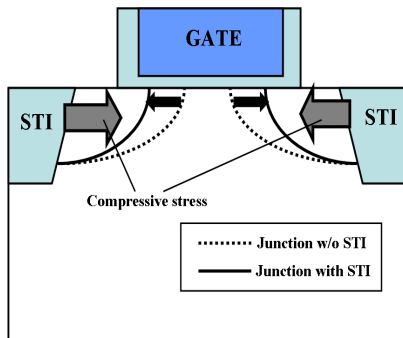 GATE
STI
STI
Compressive stress
Junction w/o STI
Junction with STI